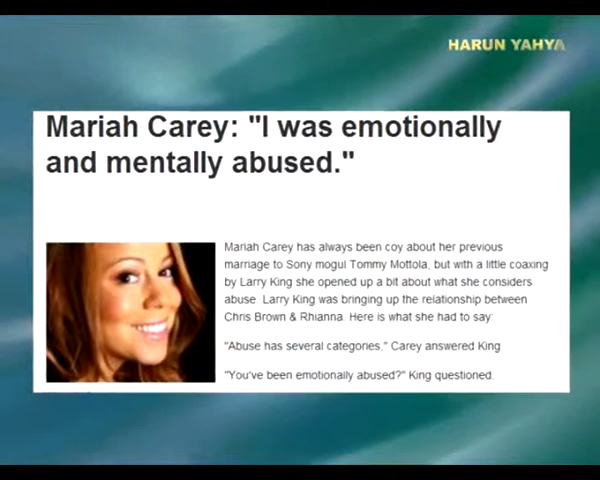 HARUN YAHYA
Mariah Carey: "I was emotionally
and mentally abused."
Mariah Carey has always been coy about her previous
marriage to Sony mogul Tommy Mottola, but with a little coaxing
by Larry King she opened up a bit about what she considers
abuse. Larry King was bringing up the relationship between
Chris Brown & Rhianna. Here is what she had to say:
"Abuse has several categories." Carey answered King
"You've been emotionally abused?" King questioned.